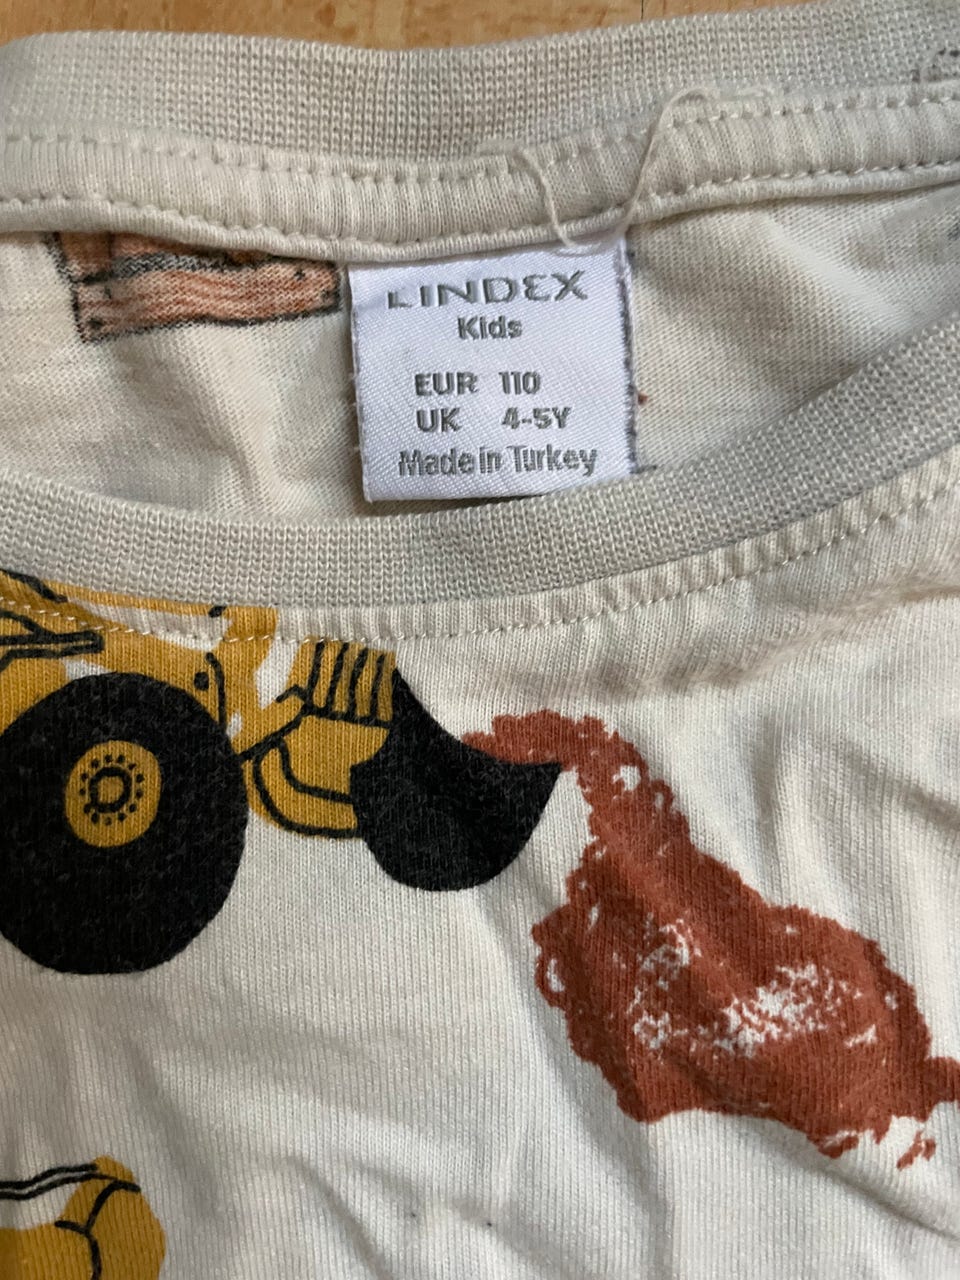 LINDEX
Kids
EUR 110
UK 4-5Y
Made in Turkey